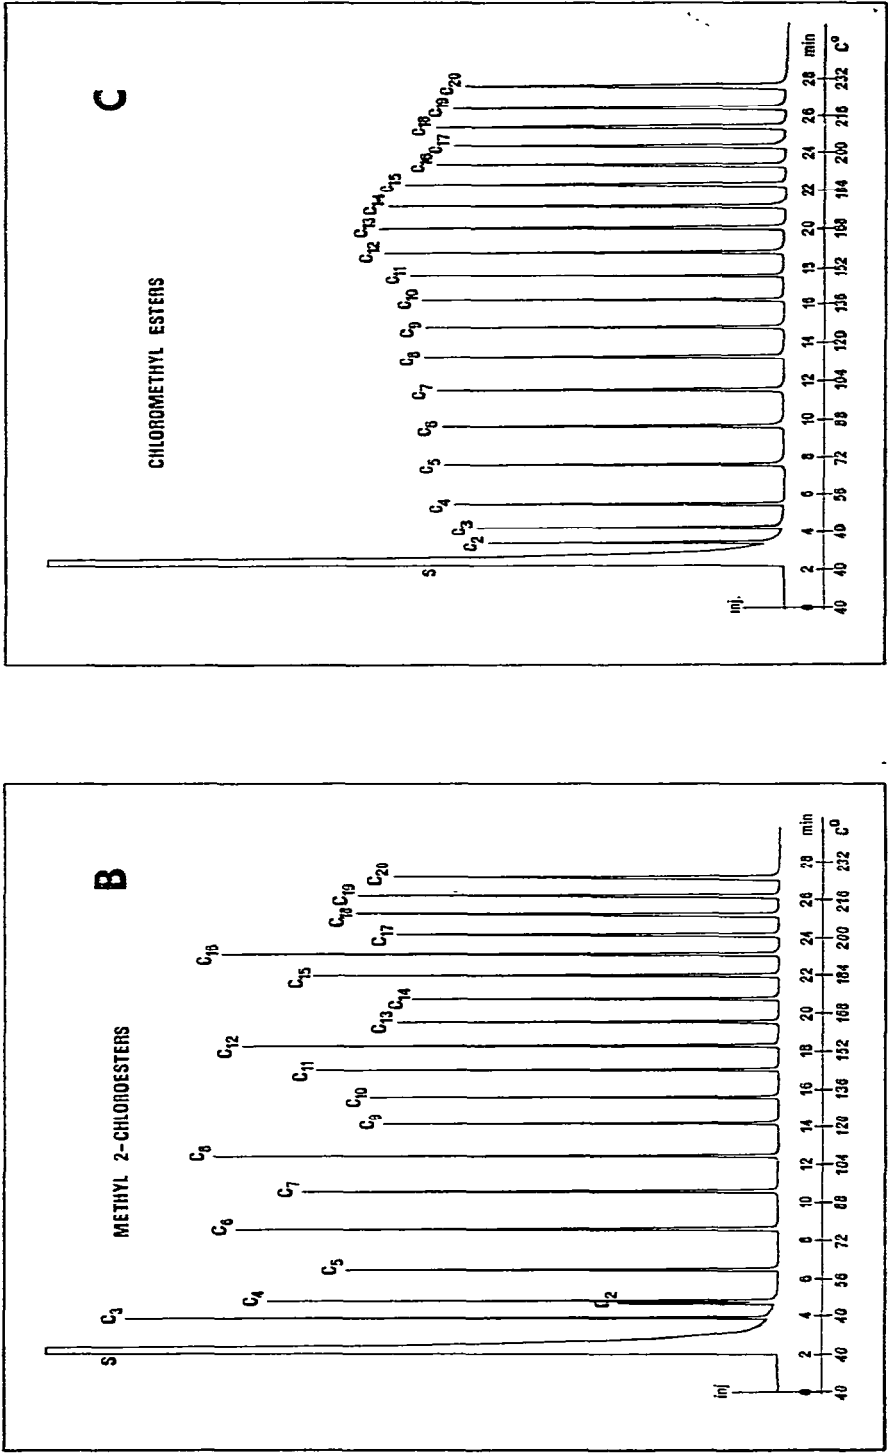 B
METHYL 2-CHLOROESTERS
S
C3
C4
C2
C5
C6
C7
C8
C9
C10
C11
C12
C13
C14
C15
C16
C17
C18
C19
C20
inj
0 2 4 6 8 10 12 14 16 18 20 22 24 26 28 min
40 40 40 56 72 88 104 120 136 152 168 184 200 216 232 C°
C
CHLOROMETHYL ESTERS
S
C2
C3
C4
C5
C6
C7
C8
C9
C10
C11
C12
C13
C14
C15
C16
C17
C18
C19
C20
inj.
0 2 4 6 8 10 12 14 16 18 20 22 24 26 28 min
40 40 40 56 72 88 104 120 136 152 168 184 200 216 232 C°